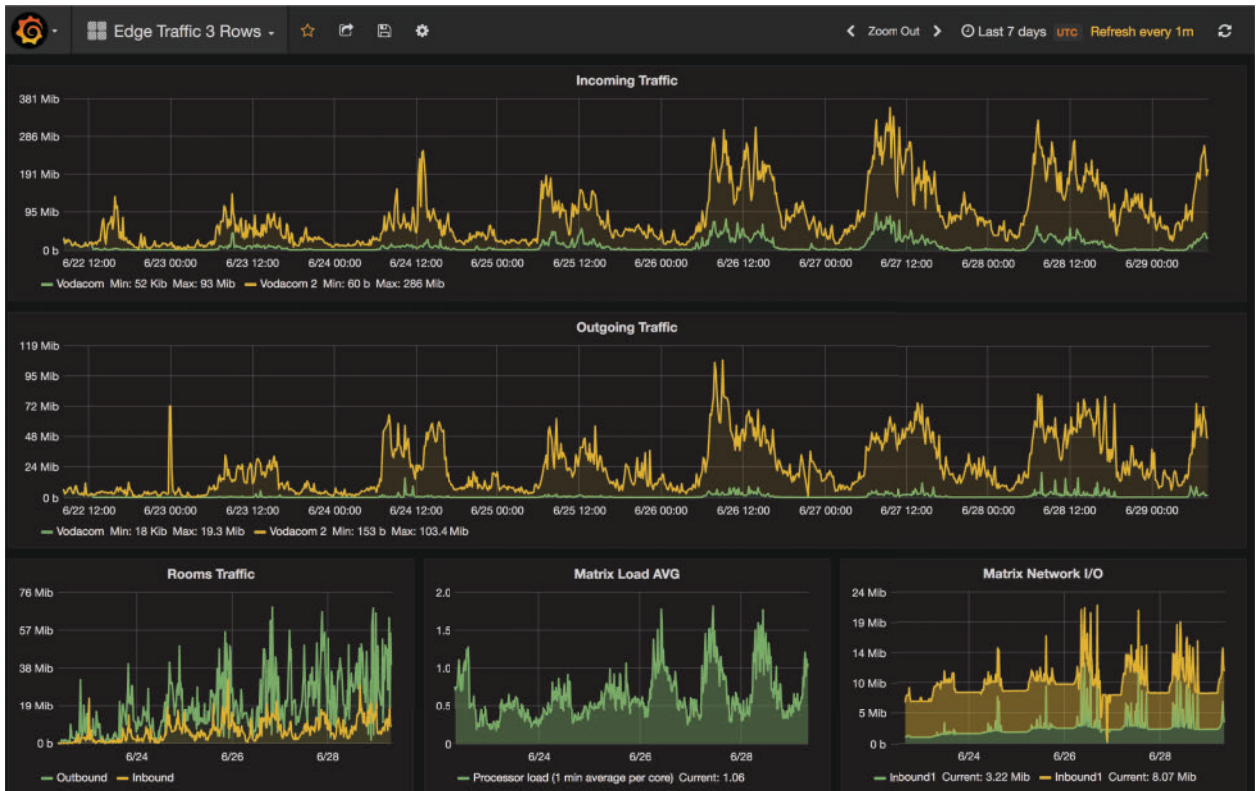 Edge Traffic 3 Rows
Zoom Out Last 7 days UTC Refresh every 1m
Incoming Traffic
381 Mib
286 Mib
191 Mib
95 Mib
0 b
6/22 12:00 6/23 00:00 6/23 12:00 6/24 00:00 6/24 12:00 6/25 00:00 6/25 12:00 6/26 00:00 6/26 12:00 6/27 00:00 6/27 12:00 6/28 00:00 6/28 12:00 6/29 00:00
Vodacom Min: 52 Kib Max: 93 Mib Vodacom 2 Min: 60 b Max: 286 Mib
Outgoing Traffic
119 Mib
95 Mib
72 Mib
48 Mib
24 Mib
0 b
6/22 12:00 6/23 00:00 6/23 12:00 6/24 00:00 6/24 12:00 6/25 00:00 6/25 12:00 6/26 00:00 6/26 12:00 6/27 00:00 6/27 12:00 6/28 00:00 6/28 12:00 6/29 00:00
Vodacom Min: 18 Kib Max: 19.3 Mib Vodacom 2 Min: 153 b Max: 103.4 Mib
Rooms Traffic
76 Mib
57 Mib
38 Mib
19 Mib
0 b
6/24 6/26 6/28
Outbound Inbound
Matrix Load AVG
2.0
1.5
1.0
0.5
0
6/24 6/26 6/28
Processor load (1 min average per core) Current: 1.06
Matrix Network I/O
24 Mib
19 Mib
14 Mib
10 Mib
5 Mib
0 b
6/24 6/26 6/28
Inbound1 Current: 3.22 Mib Inbound1 Current: 8.07 Mib